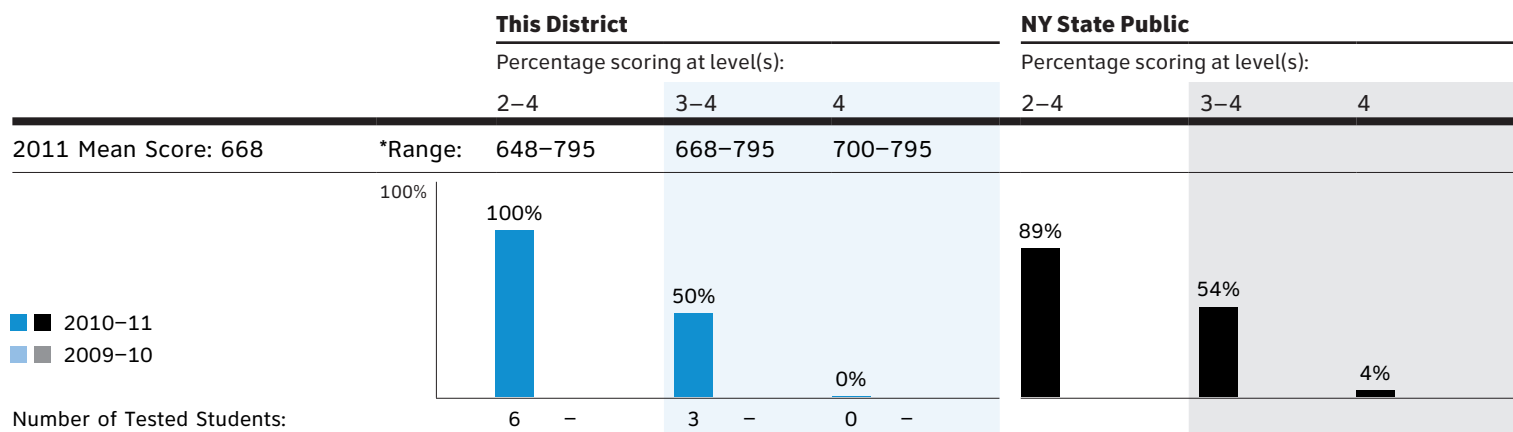 This District NY State Public
Percentage scoring at level(s): Percentage scoring at level(s):
2–4 3–4 4 2–4 3–4 4
2011 Mean Score: 668 *Range: 648–795 668–795 700–795
100%
100%
89%
50%
54%
2010–11
2009–10
0%
4%
Number of Tested Students: 6 – 3 – 0 –